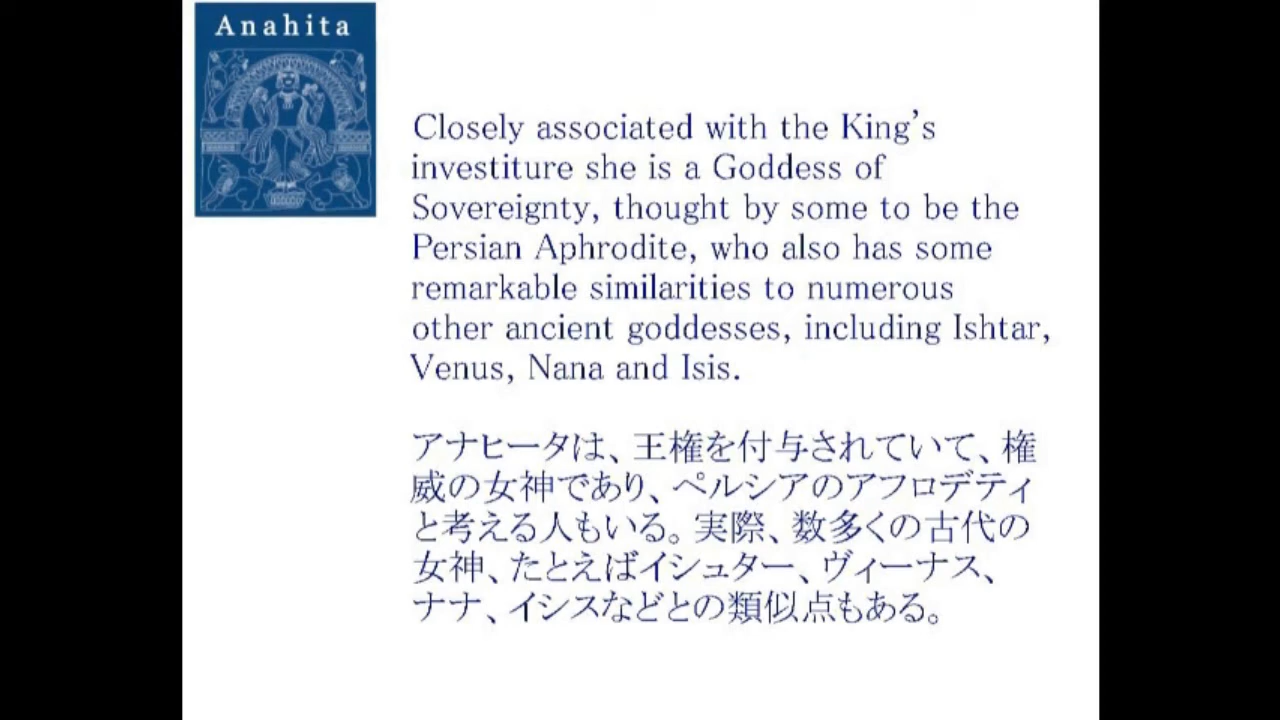 Anahita
Closely associated with the King’s
investiture she is a Goddess of
Sovereignty, thought by some to be the
Persian Aphrodite, who also has some
remarkable similarities to numerous
other ancient goddesses, including Ishtar,
Venus, Nana and Isis.
アナヒータは、王権を付与されていて、権
威の女神であり、ペルシアのアフロデティ
と考える人もいる。実際、数多くの古代の
女神、たとえばイシュター、ヴィーナス、
ナナ、イシスなどとの類似点もある。